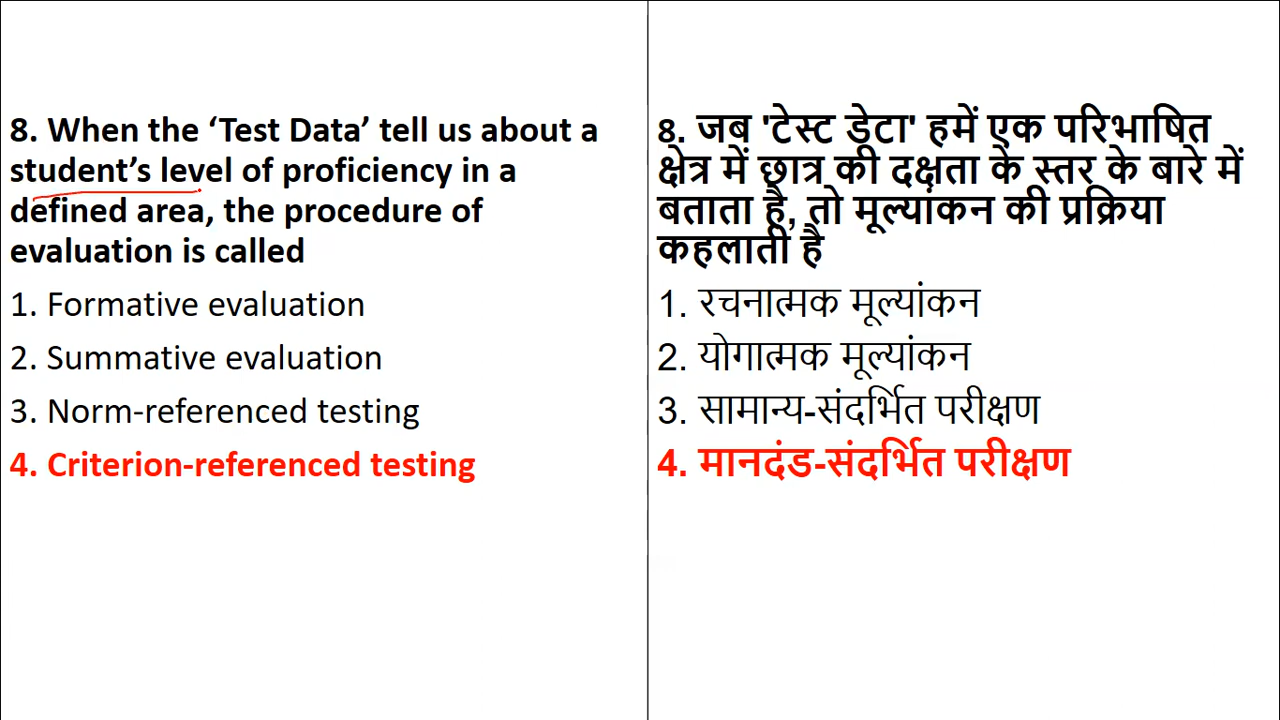 8. When the ‘Test Data’ tell us about a
student’s level of proficiency in a
defined area, the procedure of
evaluation is called
1. Formative evaluation
2. Summative evaluation
3. Norm-referenced testing
4. Criterion-referenced testing
8. जब 'टेस्ट डेटा' हमें एक परिभाषित
क्षेत्र में छात्र की दक्षता के स्तर के बारे में
बताता है, तो मूल्यांकन की प्रक्रिया
कहलाती है
1. रचनात्मक मूल्यांकन
2. योगात्मक मूल्यांकन
3. सामान्य-संदर्भित परीक्षण
4. मानदंड-संदर्भित परीक्षण